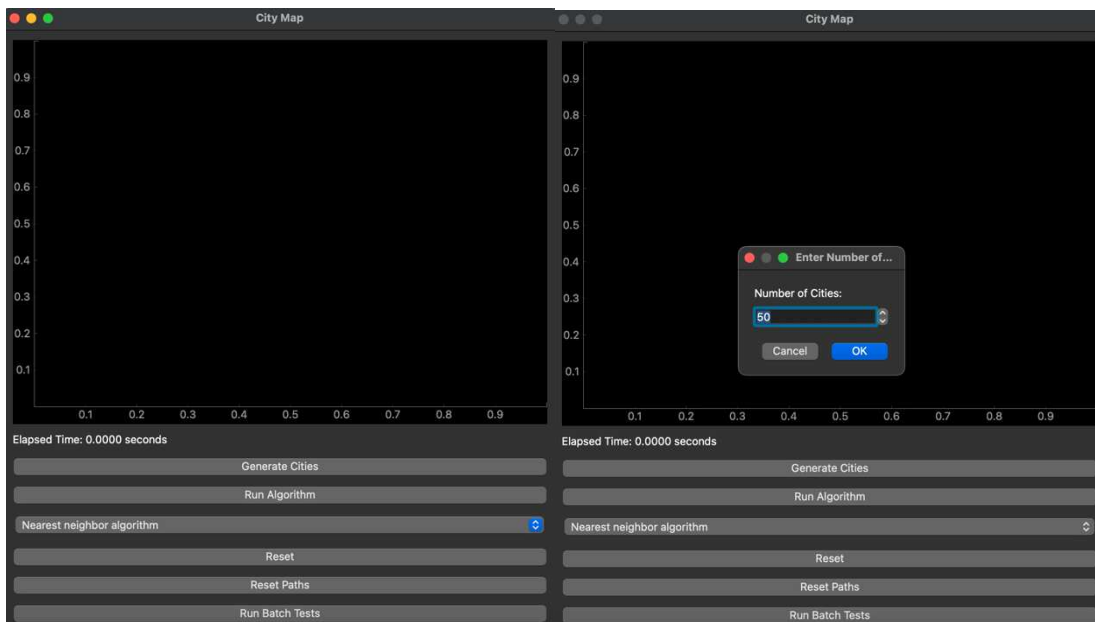 City Map
0.9
0.8
0.7
0.6
0.5
0.4
0.3
0.2
0.1
0.1 0.2 0.3 0.4 0.5 0.6 0.7 0.8 0.9
Elapsed Time: 0.0000 seconds
Generate Cities
Run Algorithm
Nearest neighbor algorithm
Reset
Reset Paths
Run Batch Tests
City Map
0.9
0.8
0.7
0.6
0.5
0.4
0.3
0.2
0.1
0.1 0.2 0.3 0.4 0.5 0.6 0.7 0.8 0.9
Enter Number of...
Number of Cities:
50
Cancel OK
Elapsed Time: 0.0000 seconds
Generate Cities
Run Algorithm
Nearest neighbor algorithm
Reset
Reset Paths
Run Batch Tests